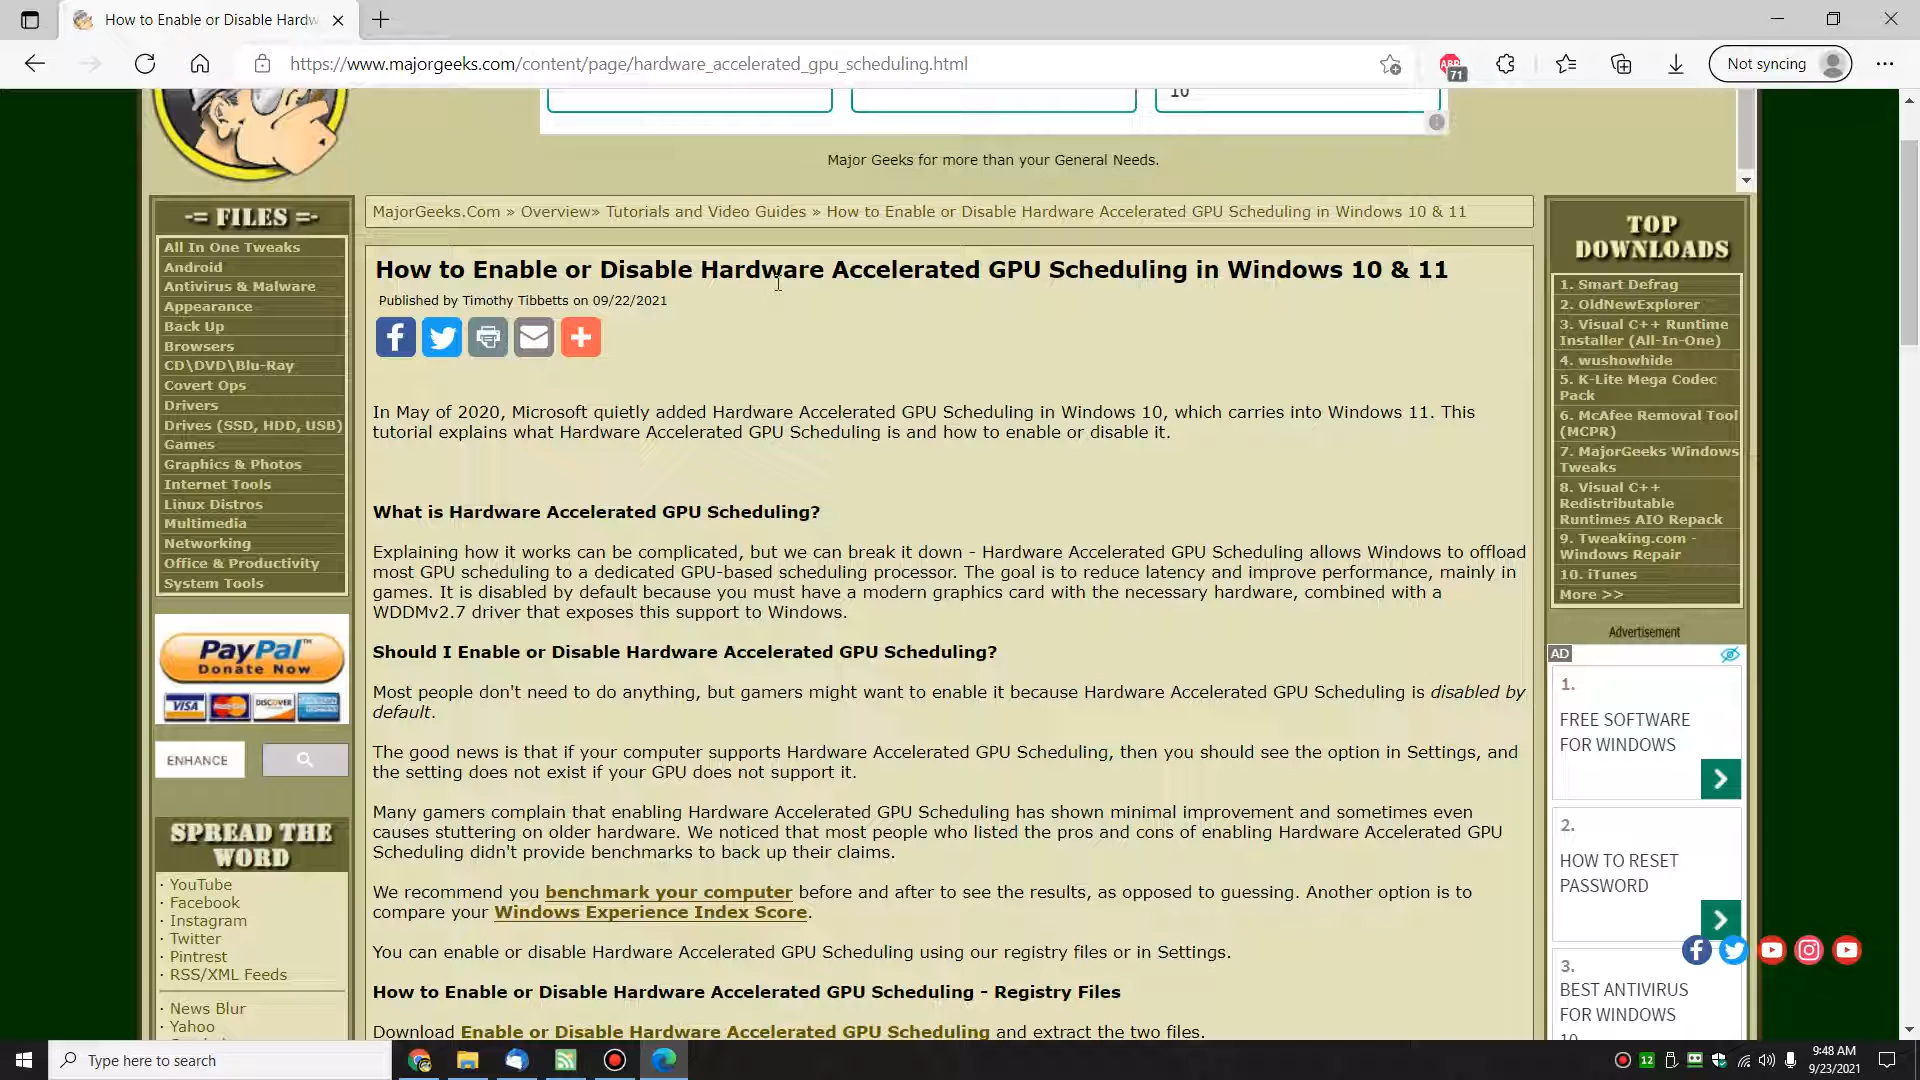 How to Enable or Disable Hardw
https://www.majorgeeks.com/content/page/hardware_accelerated_gpu_scheduling.html
ABP
71
Not syncing
10
Major Geeks for more than your General Needs.
-= FILES =-
All In One Tweaks
Android
Antivirus & Malware
Appearance
Back Up
Browsers
CD\DVD\Blu-Ray
Covert Ops
Drivers
Drives (SSD, HDD, USB)
Games
Graphics & Photos
Internet Tools
Linux Distros
Multimedia
Networking
Office & Productivity
System Tools
PayPal™
Donate Now
VISA
DISCOVER
ENHANCE
SPREAD THE
WORD
· YouTube
· Facebook
· Instagram
· Twitter
· Pintrest
· RSS/XML Feeds
· News Blur
· Yahoo
MajorGeeks.Com » Overview» Tutorials and Video Guides » How to Enable or Disable Hardware Accelerated GPU Scheduling in Windows 10 & 11
How to Enable or Disable Hardware Accelerated GPU Scheduling in Windows 10 & 11
Published by Timothy Tibbetts on 09/22/2021
In May of 2020, Microsoft quietly added Hardware Accelerated GPU Scheduling in Windows 10, which carries into Windows 11. This
tutorial explains what Hardware Accelerated GPU Scheduling is and how to enable or disable it.
What is Hardware Accelerated GPU Scheduling?
Explaining how it works can be complicated, but we can break it down - Hardware Accelerated GPU Scheduling allows Windows to offload
most GPU scheduling to a dedicated GPU-based scheduling processor. The goal is to reduce latency and improve performance, mainly in
games. It is disabled by default because you must have a modern graphics card with the necessary hardware, combined with a
WDDMv2.7 driver that exposes this support to Windows.
Should I Enable or Disable Hardware Accelerated GPU Scheduling?
Most people don't need to do anything, but gamers might want to enable it because Hardware Accelerated GPU Scheduling is disabled by
default.
The good news is that if your computer supports Hardware Accelerated GPU Scheduling, then you should see the option in Settings, and
the setting does not exist if your GPU does not support it.
Many gamers complain that enabling Hardware Accelerated GPU Scheduling has shown minimal improvement and sometimes even
causes stuttering on older hardware. We noticed that most people who listed the pros and cons of enabling Hardware Accelerated GPU
Scheduling didn't provide benchmarks to back up their claims.
We recommend you benchmark your computer before and after to see the results, as opposed to guessing. Another option is to
compare your Windows Experience Index Score.
You can enable or disable Hardware Accelerated GPU Scheduling using our registry files or in Settings.
How to Enable or Disable Hardware Accelerated GPU Scheduling - Registry Files
Download Enable or Disable Hardware Accelerated GPU Scheduling and extract the two files.
TOP
DOWNLOADS
1. Smart Defrag
2. OldNewExplorer
3. Visual C++ Runtime
Installer (All-In-One)
4. wushowhide
5. K-Lite Mega Codec
Pack
6. McAfee Removal Tool
(MCPR)
7. MajorGeeks Windows
Tweaks
8. Visual C++
Redistributable
Runtimes AIO Repack
9. Tweaking.com -
Windows Repair
10. iTunes
More >>
Advertisement
AD
1.
FREE SOFTWARE
FOR WINDOWS
2.
HOW TO RESET
PASSWORD
3.
BEST ANTIVIRUS
FOR WINDOWS
10
Type here to search
12
9:48 AM
9/23/2021